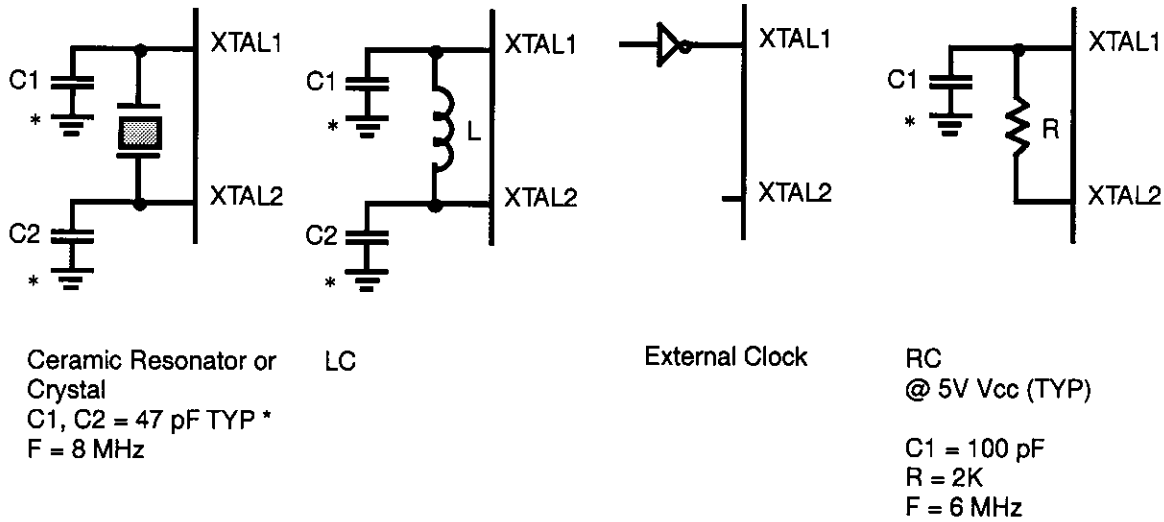 XTAL1
C1
*
XTAL2
C2
*
XTAL1
C1
*
L
XTAL2
C2
*
XTAL1
XTAL2
XTAL1
C1
*
R
XTAL2
Ceramic Resonator or
Crystal
C1, C2 = 47 pF TYP *
F = 8 MHz
LC
External Clock
RC
@ 5V Vcc (TYP)
C1 = 100 pF
R = 2K
F = 6 MHz